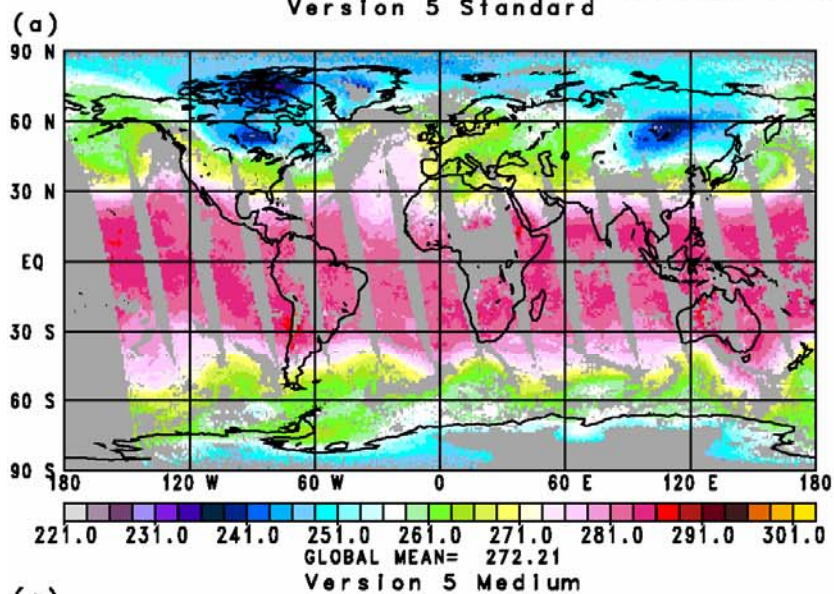 Version 5 Standard
(a)
90 N
60 N
30 N
EQ
30 S
60 S
90 S
180 120 W 60 W 0 60 E 120 E 180
221.0 231.0 241.0 251.0 261.0 271.0 281.0 291.0 301.0
GLOBAL MEAN= 272.21
Version 5 Medium